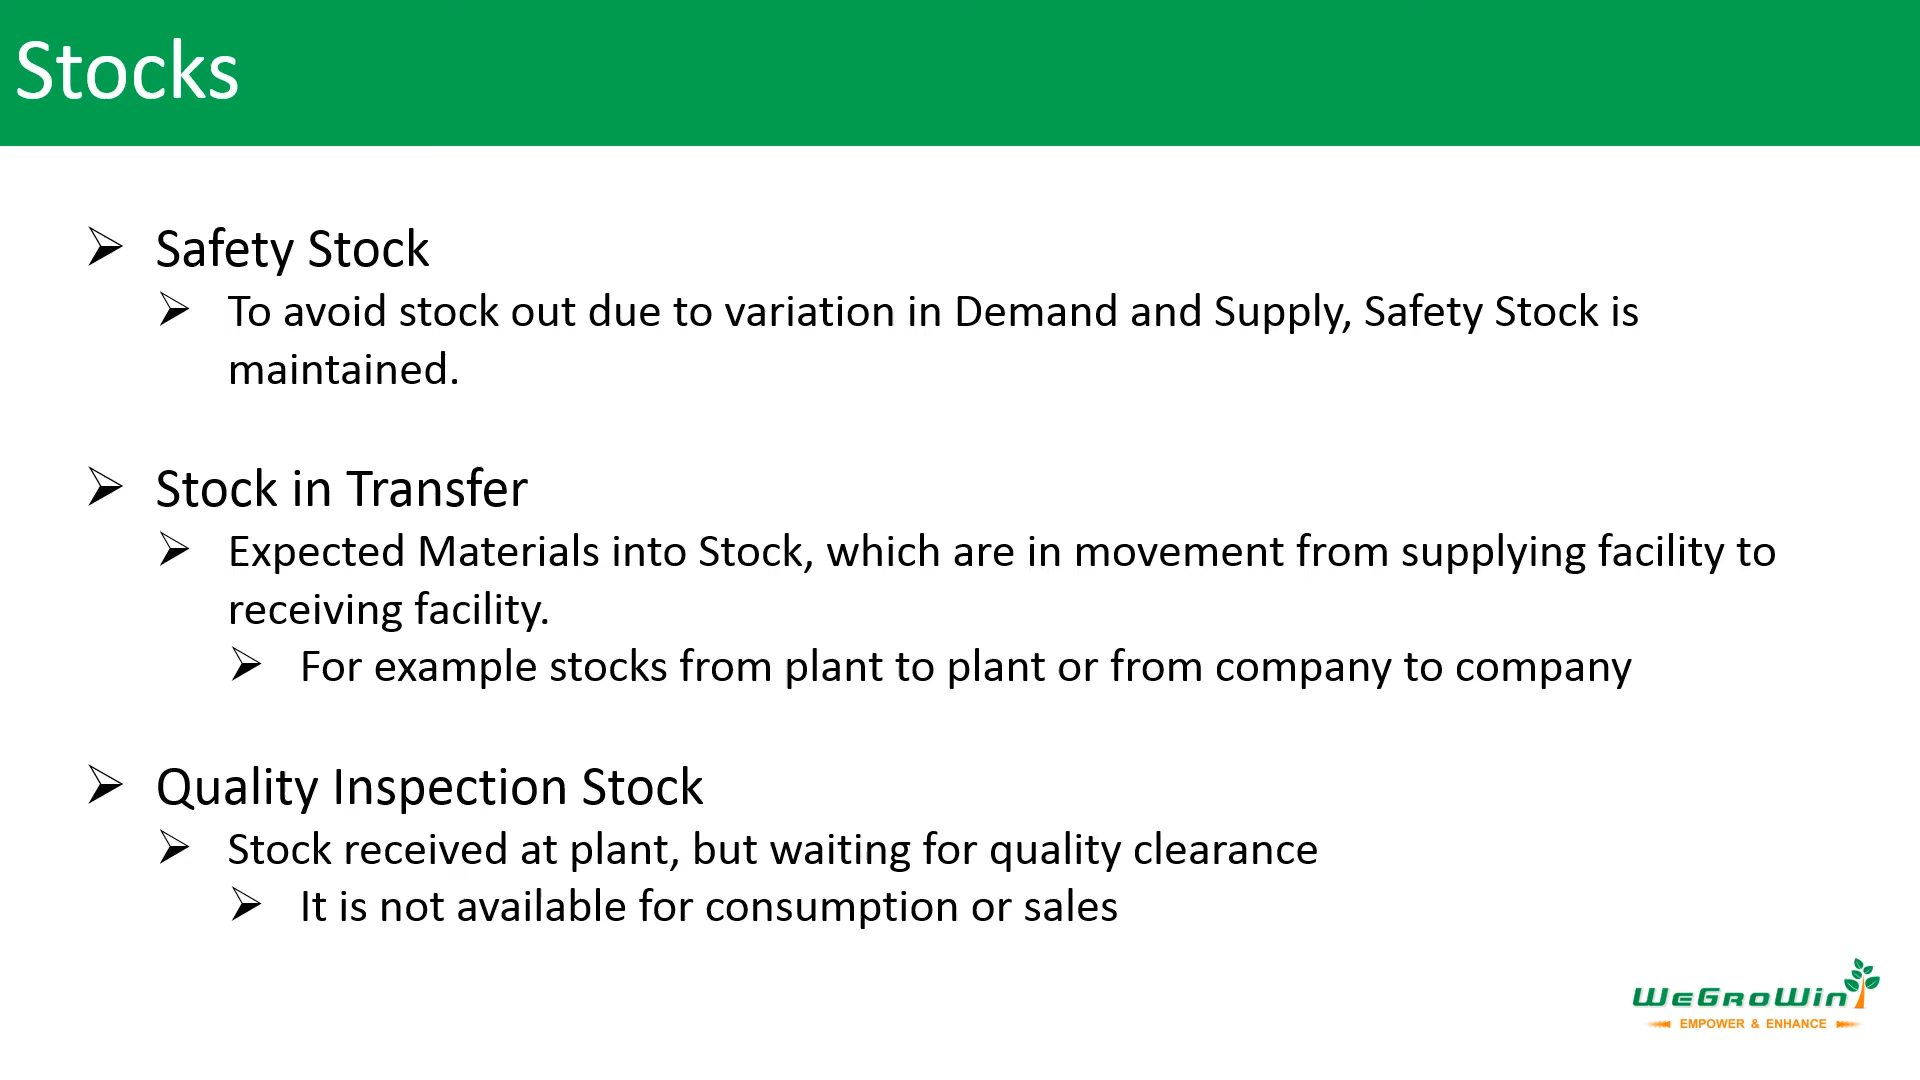 Stocks
Safety Stock
To avoid stock out due to variation in Demand and Supply, Safety Stock is
maintained.
Stock in Transfer
Expected Materials into Stock, which are in movement from supplying facility to
receiving facility.
For example stocks from plant to plant or from company to company
Quality Inspection Stock
Stock received at plant, but waiting for quality clearance
It is not available for consumption or sales
WeGroWin
EMPOWER & ENHANCE